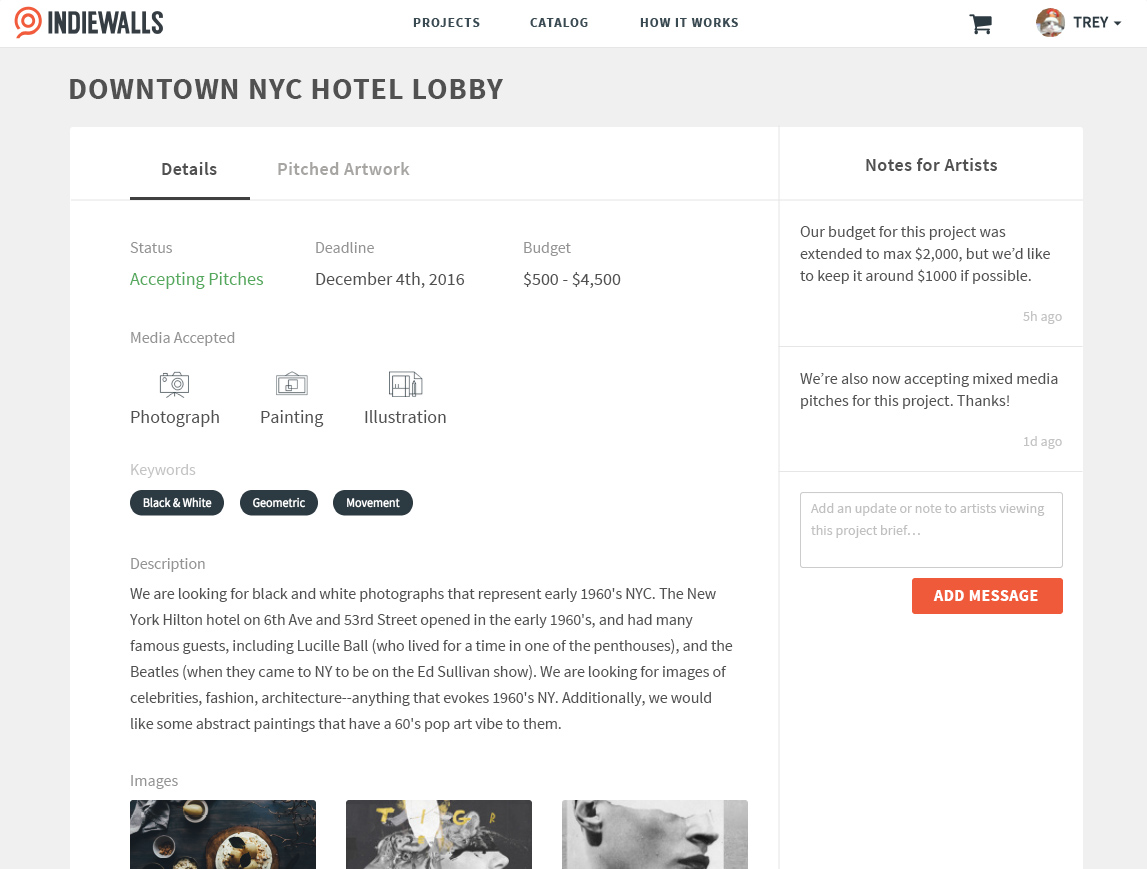 INDIEWALLS
PROJECTS
CATALOG
HOW IT WORKS
TREY
DOWNTOWN NYC HOTEL LOBBY
Details
Pitched Artwork
Status
Deadline
Budget
Accepting Pitches
December 4th, 2016
$500 - $4,500
Media Accepted
Photograph
Painting
Illustration
Keywords
Black & White
Geometric
Movement
Description
We are looking for black and white photographs that represent early 1960's NYC. The New
York Hilton hotel on 6th Ave and 53rd Street opened in the early 1960's, and had many
famous guests, including Lucille Ball (who lived for a time in one of the penthouses), and the
Beatles (when they came to NY to be on the Ed Sullivan show). We are looking for images of
celebrities, fashion, architecture--anything that evokes 1960's NY. Additionally, we would
like some abstract paintings that have a 60's pop art vibe to them.
Images
T I G R
Notes for Artists
Our budget for this project was
extended to max $2,000, but we’d like
to keep it around $1000 if possible.
5h ago
We’re also now accepting mixed media
pitches for this project. Thanks!
1d ago
Add an update or note to artists viewing
this project brief…
ADD MESSAGE